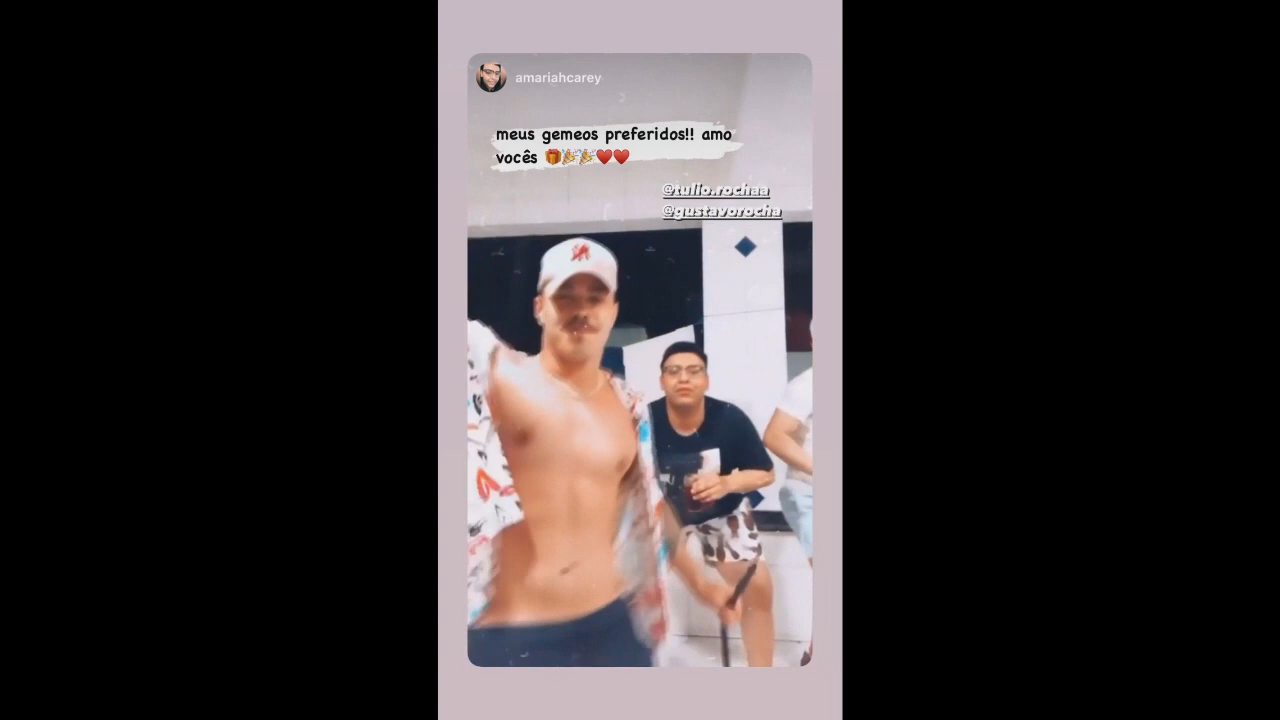 amariahcarey
meus gemeos preferidos!! amo
vocês 🎁🎉🎉❤️❤️
@tulio.rochaa
@gustavorocha